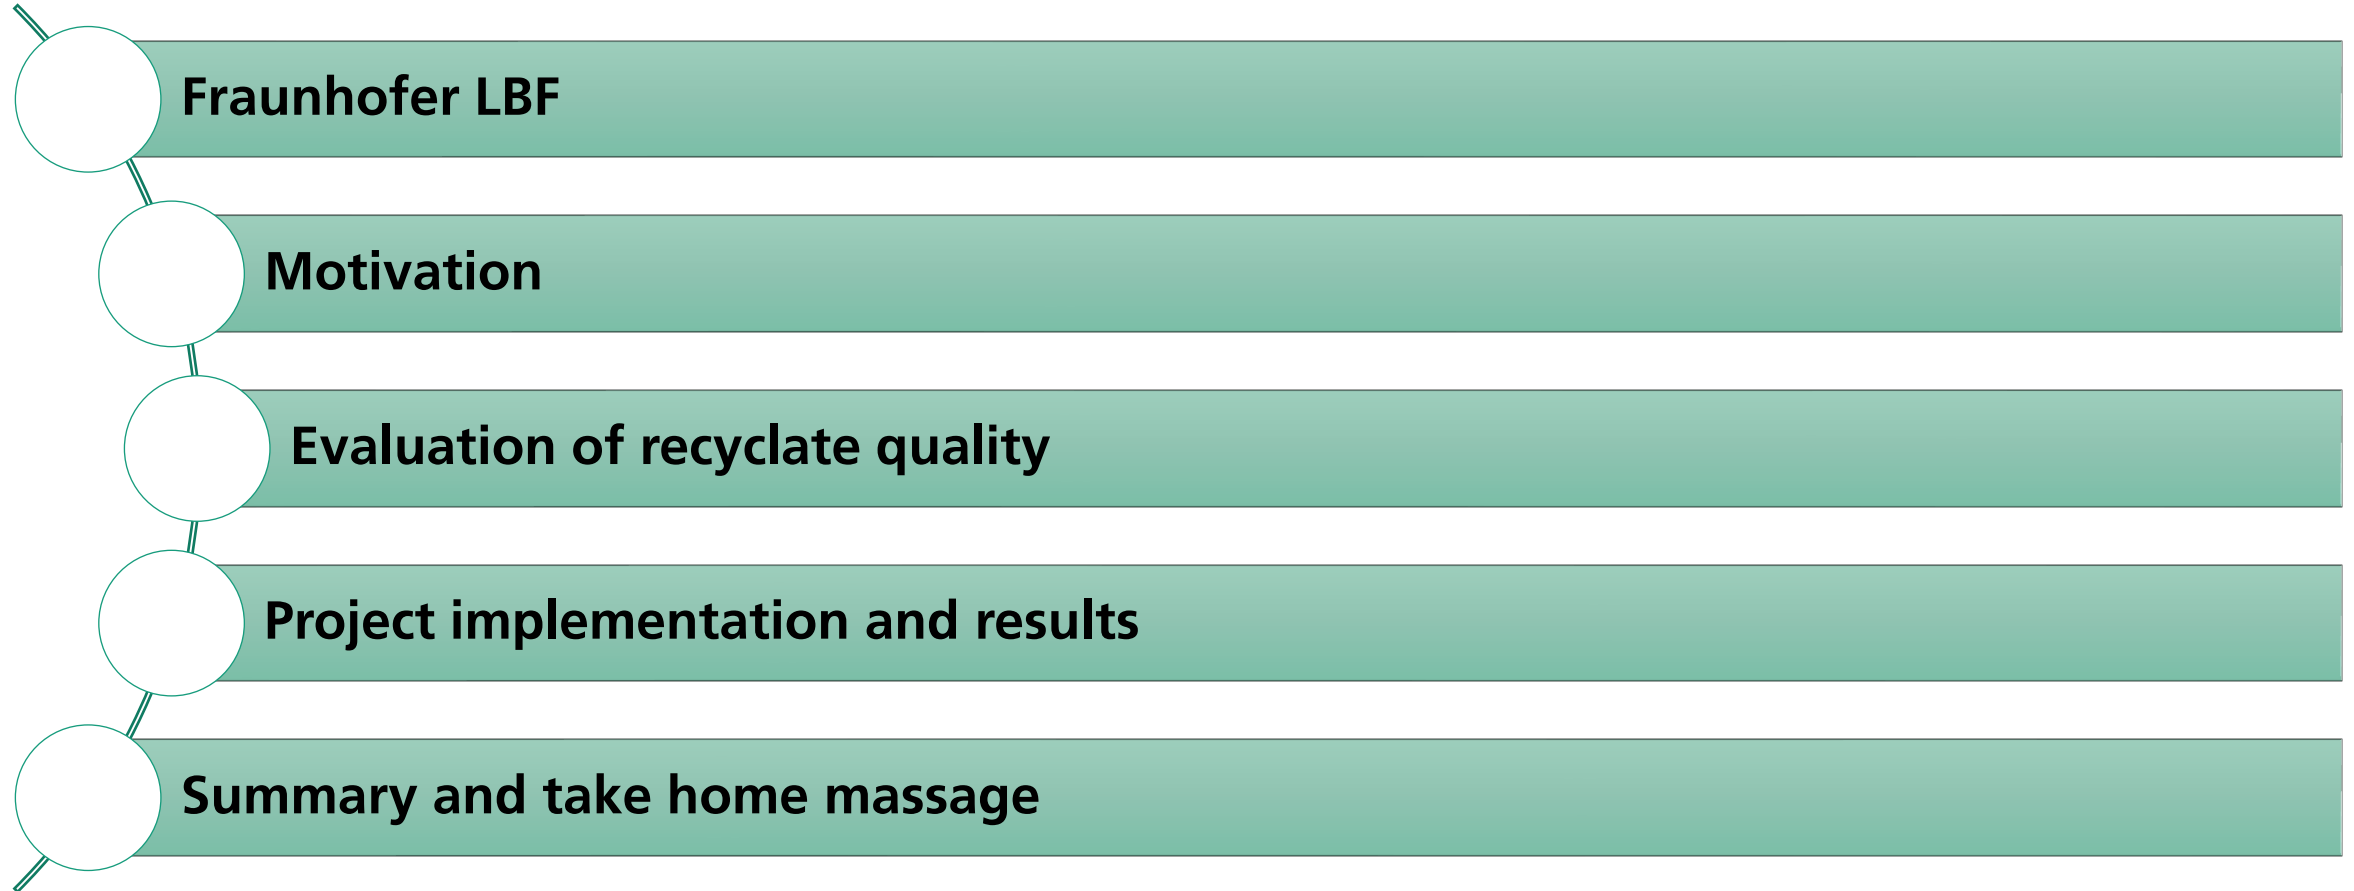 Fraunhofer LBF
Motivation
Evaluation of recyclate quality
Project implementation and results
Summary and take home massage